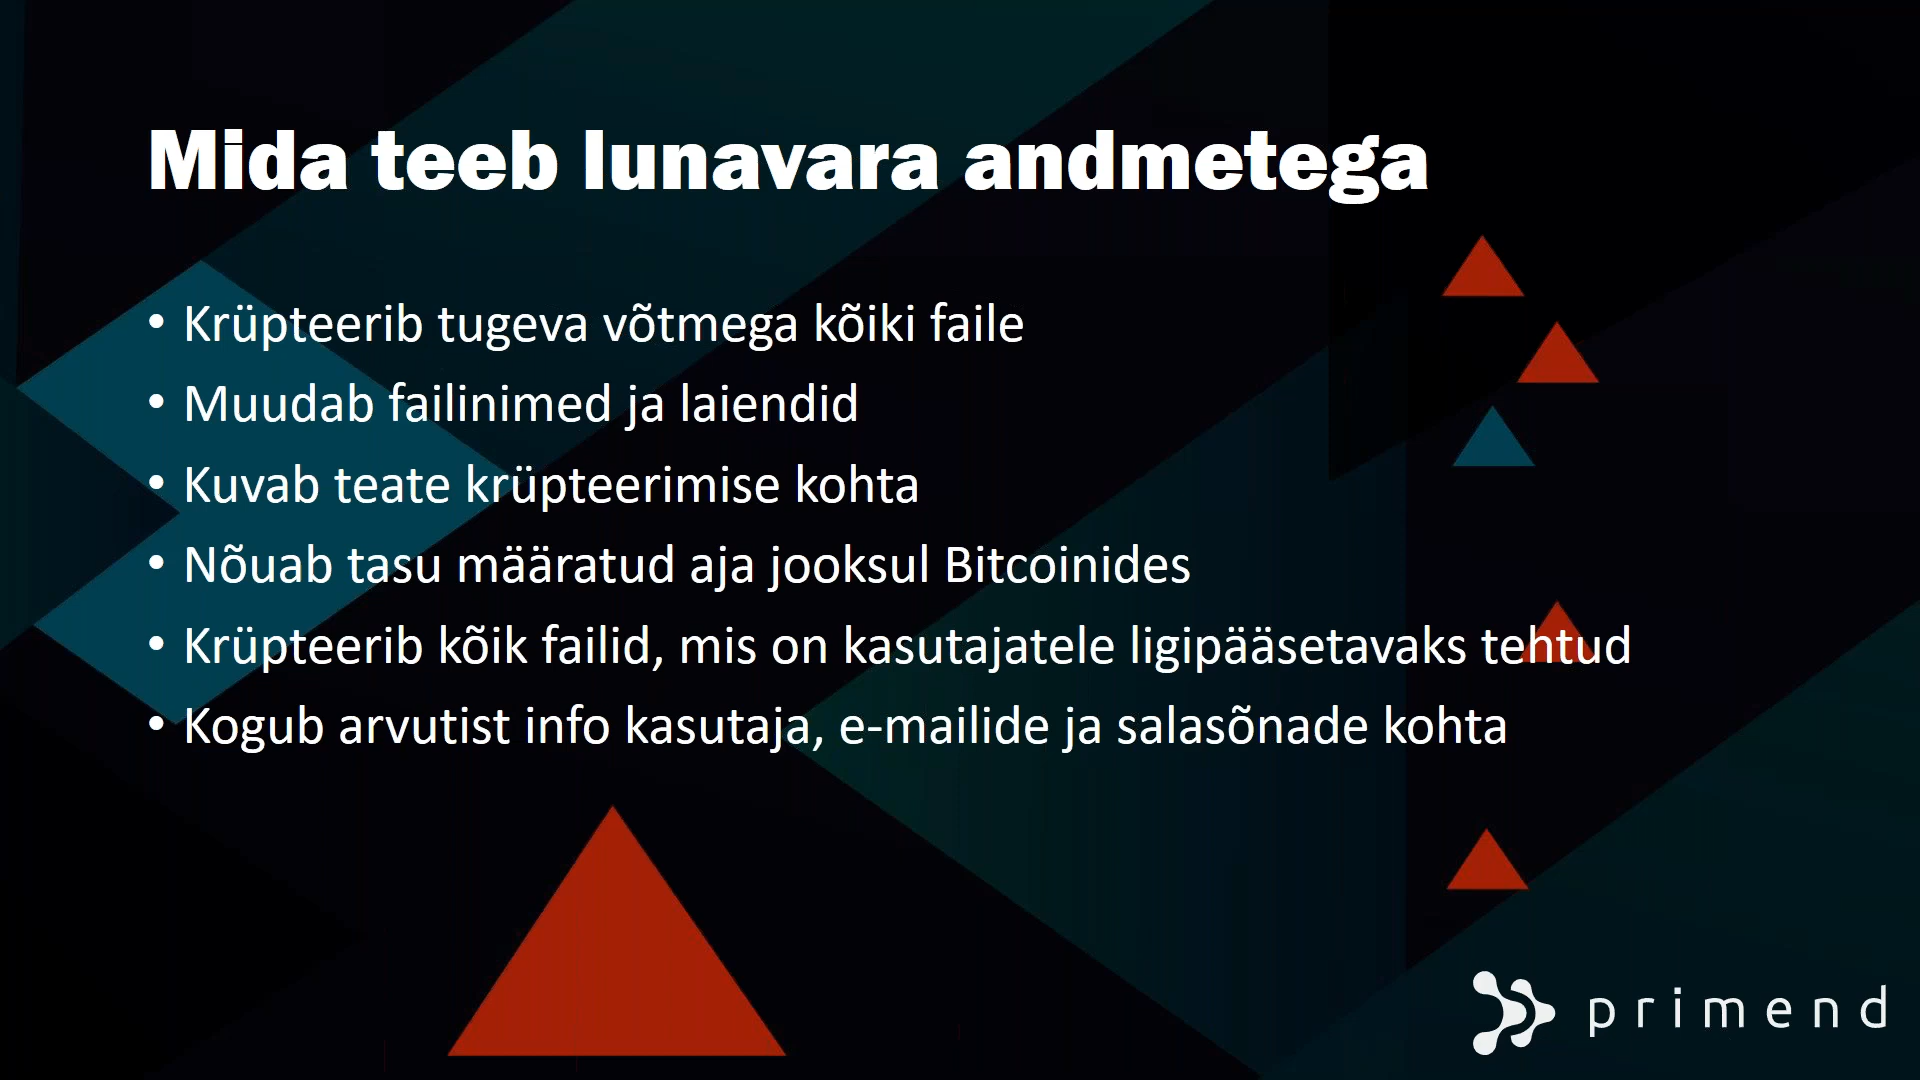 Mida teeb lunavara andmetega
• Krüpteerib tugeva võtmega kõiki faile
• Muudab failinimed ja laiendid
• Kuvab teate krüpteerimise kohta
• Nõuab tasu määratud aja jooksul Bitcoinides
• Krüpteerib kõik failid, mis on kasutajatele ligipääsetavaks tehtud
• Kogub arvutist info kasutaja, e-mailide ja salasõnade kohta
primend